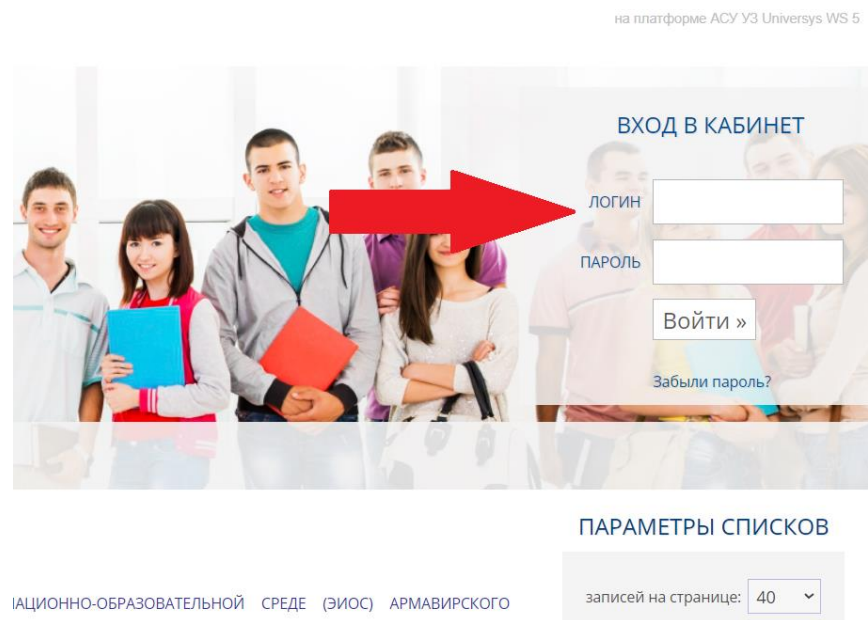 на платформе АСУ УЗ Universys WS 5
ВХОД В КАБИНЕТ
ЛОГИН
ПАРОЛЬ
Войти »
Забыли пароль?
ПАРАМЕТРЫ СПИСКОВ
записей на странице: 40
АЦИОННО-ОБРАЗОВАТЕЛЬНОЙ СРЕДЕ (ЭИОС) АРМАВИРСКОГО